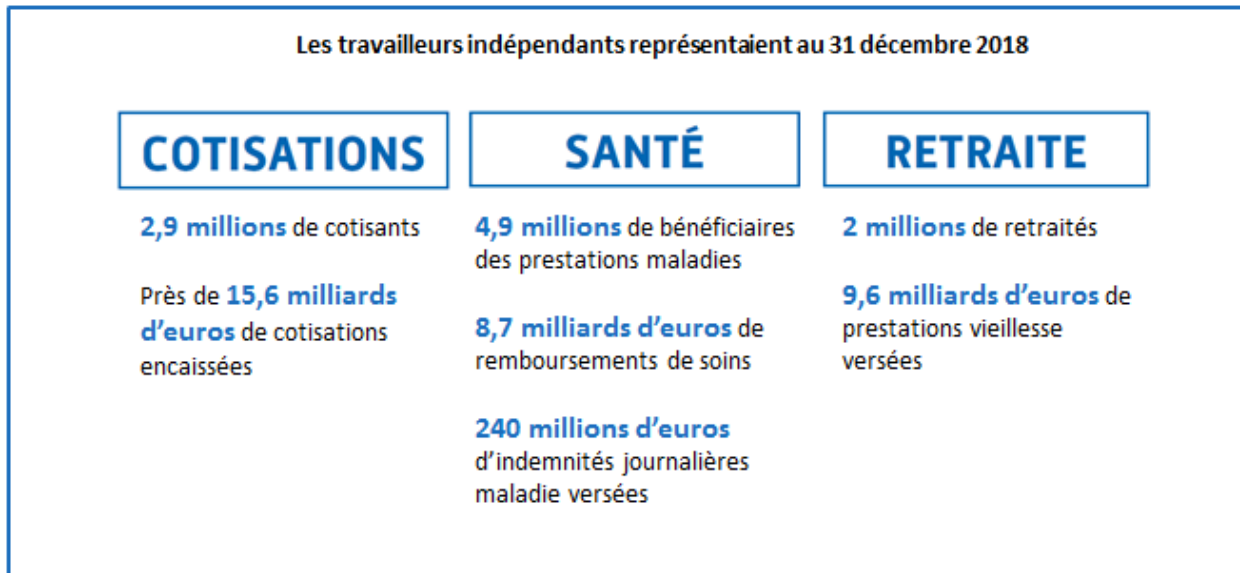 Les travailleurs indépendants représentaient au 31 décembre 2018
COTISATIONS
2,9 millions de cotisants
Près de 15,6 milliards
d'euros de cotisations
encaissées
SANTÉ
4,9 millions de bénéficiaires
des prestations maladies
8,7 milliards d'euros de
remboursements de soins
240 millions d'euros
d'indemnités journalières
maladie versées
RETRAITE
2 millions de retraités
9,6 milliards d'euros de
prestations vieillesse
versées